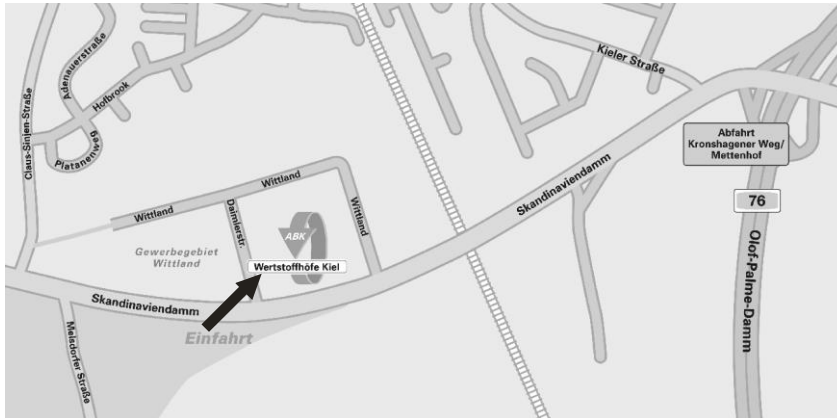 Adenauerstraße
Claus-Sinjen-Straße
Hofbrook
Platanenweg
Kieler Straße
Abfahrt
Kronshagener Weg/
Mettenhof
76
Skandinaviendamm
Olof-Palme-Damm
Wittland
Wittland
Wittland
Daimlerstr.
ABK
Gewerbegebiet
Wittland
Wertstoffhöfe Kiel
Skandinaviendamm
Einfahrt
Melsdorfer Straße